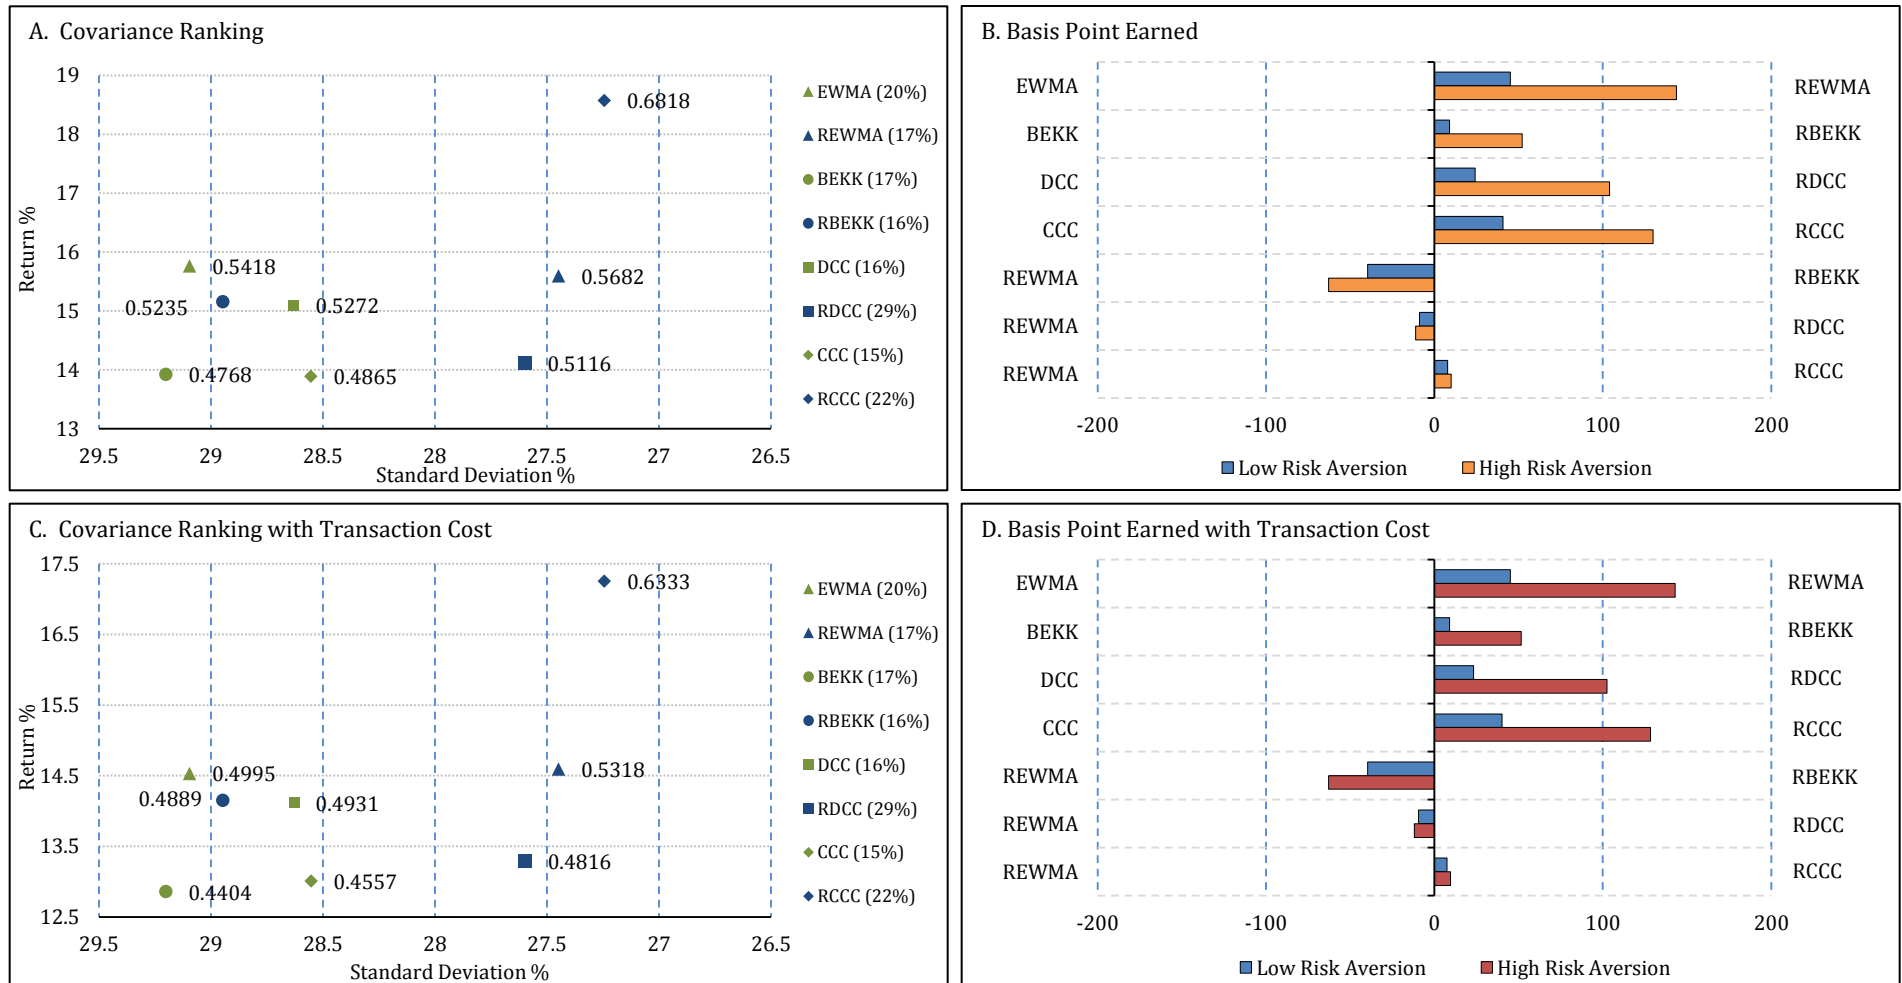 A. Covariance Ranking
19
18
17
16
15
14
13
Return %
0.6818
0.5418
0.5682
0.5235
0.5272
0.4768
0.4865
0.5116
29.5 29 28.5 28 27.5 27 26.5
Standard Deviation %
EWMA (20%)
REWMA (17%)
BEKK (17%)
RBEKK (16%)
DCC (16%)
RDCC (29%)
CCC (15%)
RCCC (22%)
B. Basis Point Earned
EWMA REWMA
BEKK RBEKK
DCC RDCC
CCC RCCC
REWMA RBEKK
REWMA RDCC
REWMA RCCC
-200 -100 0 100 200
Low Risk Aversion High Risk Aversion
C. Covariance Ranking with Transaction Cost
17.5
16.5
15.5
14.5
13.5
12.5
Return %
0.6333
0.4995
0.5318
0.4889
0.4931
0.4816
0.4404
0.4557
29.5 29 28.5 28 27.5 27 26.5
Standard Deviation %
EWMA (20%)
REWMA (17%)
BEKK (17%)
RBEKK (16%)
DCC (16%)
RDCC (29%)
CCC (15%)
RCCC (22%)
D. Basis Point Earned with Transaction Cost
EWMA REWMA
BEKK RBEKK
DCC RDCC
CCC RCCC
REWMA RBEKK
REWMA RDCC
REWMA RCCC
-200 -100 0 100 200
Low Risk Aversion High Risk Aversion